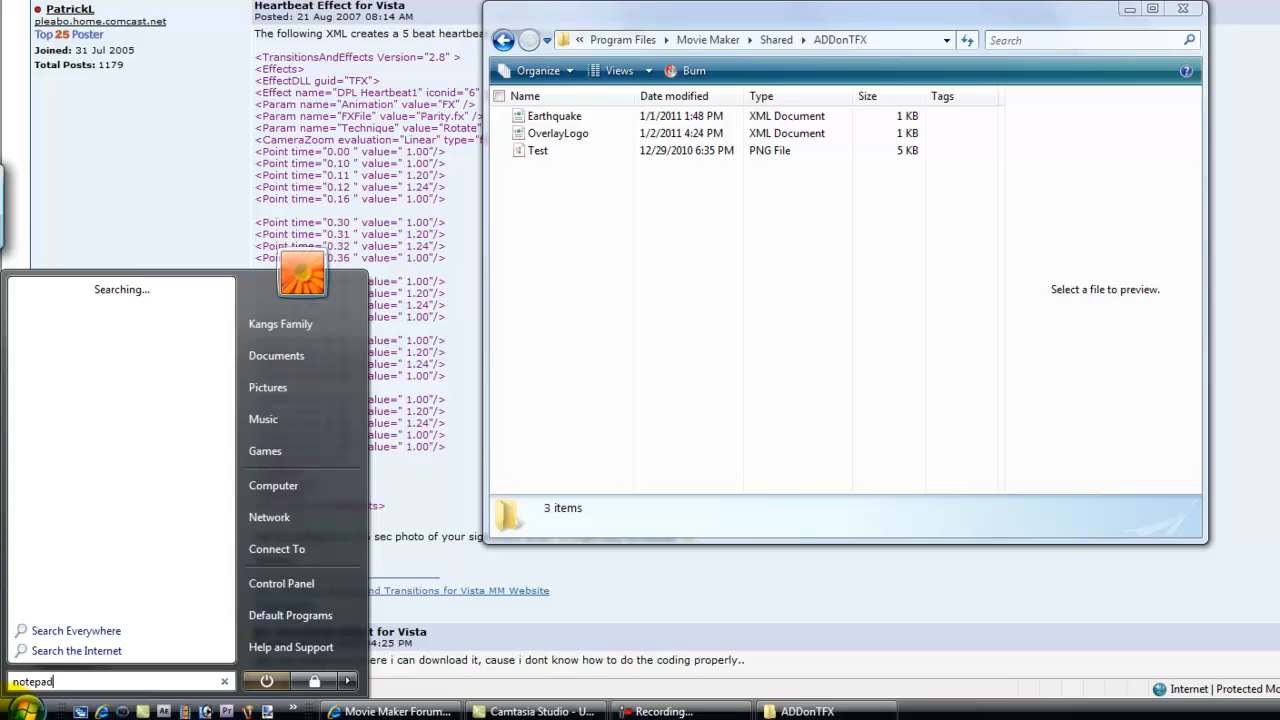 PatrickL
pleabo.home.comcast.net
Top 25 Poster
Joined: 31 Jul 2005
Total Posts: 1179
Heartbeat Effect for Vista
Posted: 21 Aug 2007 08:14 AM
The following XML creates a 5 beat heartbea
<TransitionsAndEffects Version="2.8" >
<Effects>
<EffectDLL guid="TFX">
<Effect name="DPL Heartbeat1" iconid="6"
<Param name="Animation" value="FX" />
<Param name="FXFile" value="Parity.fx" />
<Param name="Technique" value="Rotate"
<CameraZoom evaluation="Linear" type="
<Point time="0.00 " value=" 1.00"/>
<Point time="0.10 " value=" 1.00"/>
<Point time="0.11 " value=" 1.20"/>
<Point time="0.12 " value=" 1.24"/>
<Point time="0.16 " value=" 1.00"/>
<Point time="0.30 " value=" 1.00"/>
<Point time="0.31 " value=" 1.20"/>
<Point time="0.32 " value=" 1.24"/>
0.36 " value=" 1.00"/>
value=" 1.00"/>
value=" 1.20"/>
value=" 1.24"/>
value=" 1.00"/>
value=" 1.00"/>
value=" 1.20"/>
value=" 1.24"/>
value=" 1.00"/>
value=" 1.00"/>
value=" 1.20"/>
value=" 1.24"/>
value=" 1.00"/>
value=" 1.00"/>
ts>
sec photo of your sig
and Transitions for Vista MM Website
t for Vista
4:25 PM
here i can download it, cause i dont know how to do the coding properly..
Program Files Movie Maker Shared ADDonTFX
Search
Organize Views Burn
Name Date modified Type Size Tags
Earthquake 1/1/2011 1:48 PM XML Document 1 KB
OverlayLogo 1/2/2011 4:24 PM XML Document 1 KB
Test 12/29/2010 6:35 PM PNG File 5 KB
Select a file to preview.
3 items
Searching...
Search Everywhere
Search the Internet
notepad
Kangs Family
Documents
Pictures
Music
Games
Computer
Network
Connect To
Control Panel
Default Programs
Help and Support
Internet | Protected Mo
Movie Maker Forum...
Camtasia Studio - U...
Recording...
ADDonTFX